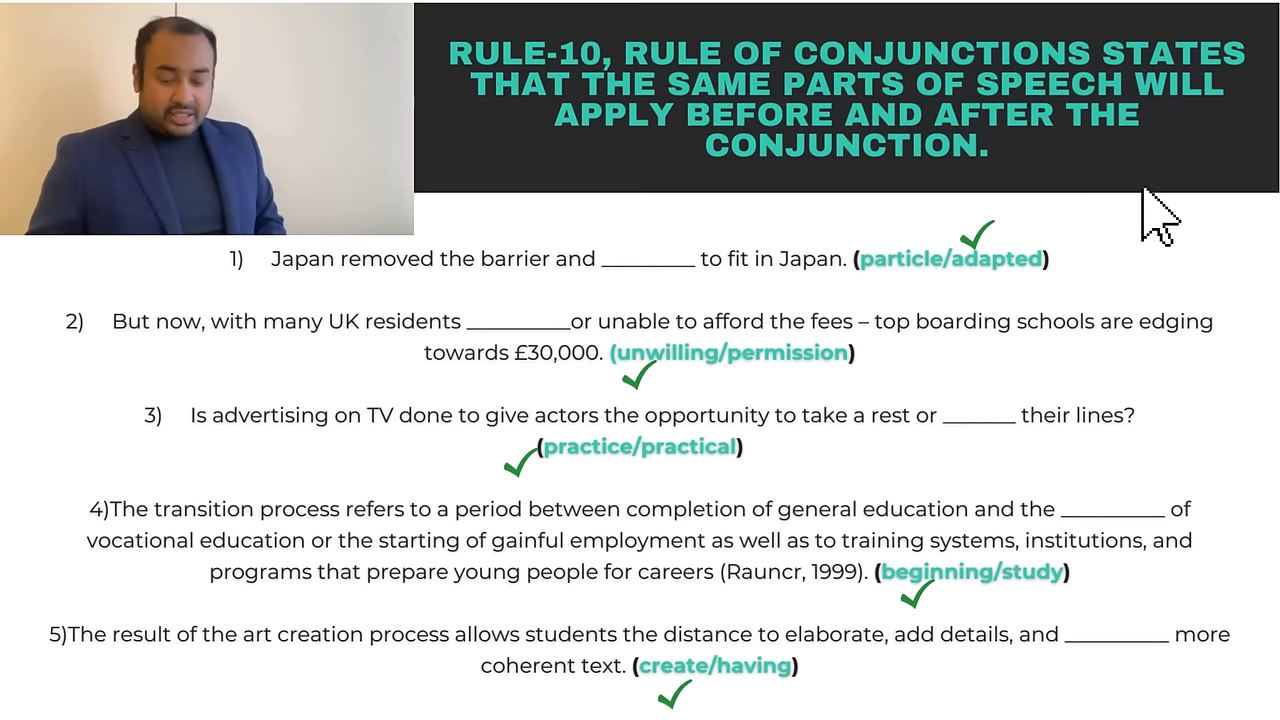 RULE-10, RULE OF CONJUNCTIONS STATES
THAT THE SAME PARTS OF SPEECH WILL
APPLY BEFORE AND AFTER THE
CONJUNCTION.
1) Japan removed the barrier and ________ to fit in Japan. (particle/adapted)
2) But now, with many UK residents _________or unable to afford the fees – top boarding schools are edging
towards £30,000. (unwilling/permission)
3) Is advertising on TV done to give actors the opportunity to take a rest or ______ their lines?
(practice/practical)
4)The transition process refers to a period between completion of general education and the _________ of
vocational education or the starting of gainful employment as well as to training systems, institutions, and
programs that prepare young people for careers (Rauncr, 1999). (beginning/study)
5)The result of the art creation process allows students the distance to elaborate, add details, and _________ more
coherent text. (create/having)